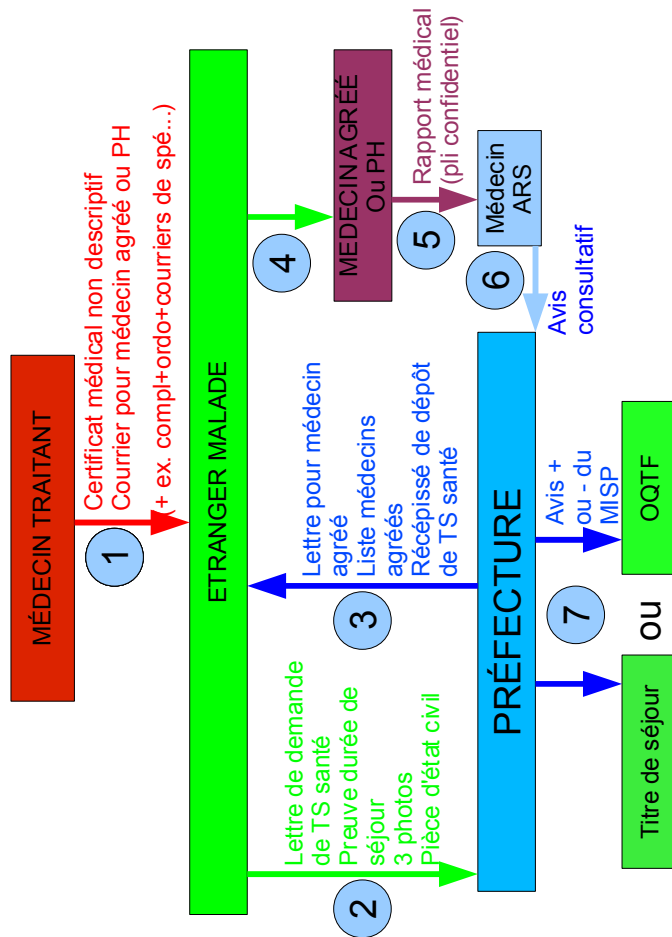 MÉDECIN TRAITANT
1
Certificat médical non descriptif
Courrier pour médecin agréé ou PH
(+ ex. compl+ordo+courriers de spé...)
ETRANGER MALADE
2
Lettre de demande
de TS santé
Preuve durée de
séjour
3 photos
Pièce d'état civil
3
Lettre pour médecin
agréé
Liste médecins
agréés
Récépissé de dépôt
de TS santé
4
MEDECIN AGRÉÉ
Ou PH
5
Rapport médical
(pli confidentiel)
Médecin
ARS
6
Avis
consultatif
PRÉFECTURE
7
Avis +
ou - du
MISP
Titre de séjour
ou
OQTF